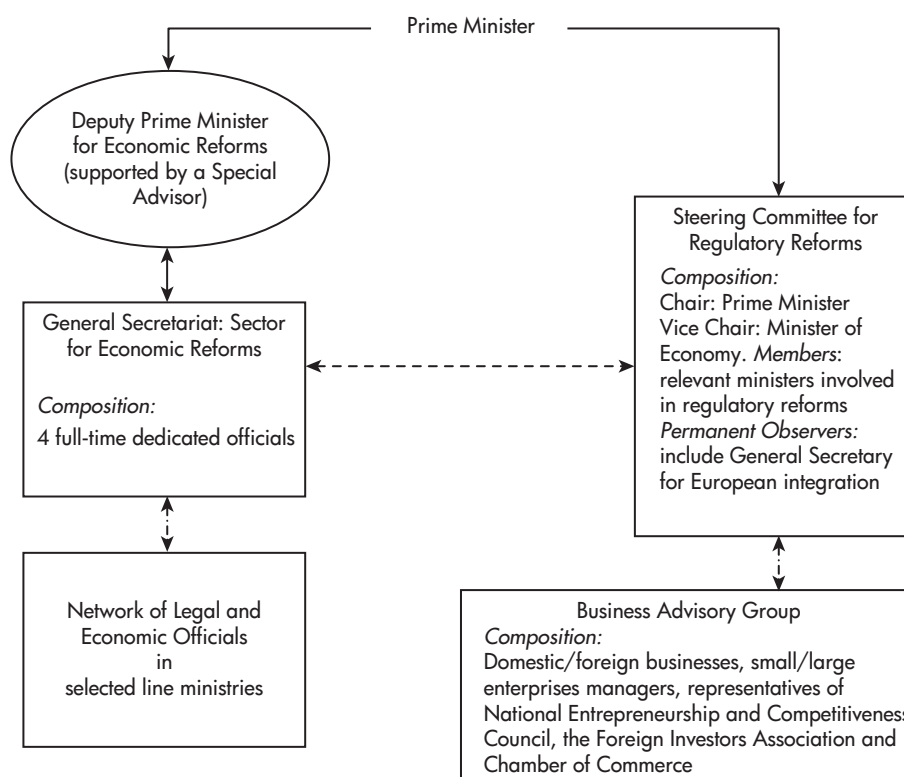 Prime Minister
Deputy Prime Minister
for Economic Reforms
(supported by a Special
Advisor)
General Secretariat: Sector
for Economic Reforms
Composition:
4 full-time dedicated officials
Network of Legal and
Economic Officials
in
selected line ministries
Steering Committee for
Regulatory Reforms
Composition:
Chair: Prime Minister
Vice Chair: Minister of
Economy. Members:
relevant ministers involved
in regulatory reforms
Permanent Observers:
include General Secretary
for European integration
Business Advisory Group
Composition:
Domestic/foreign businesses, small/large
enterprises managers, representatives of
National Entrepreneurship and Competitiveness
Council, the Foreign Investors Association and
Chamber of Commerce